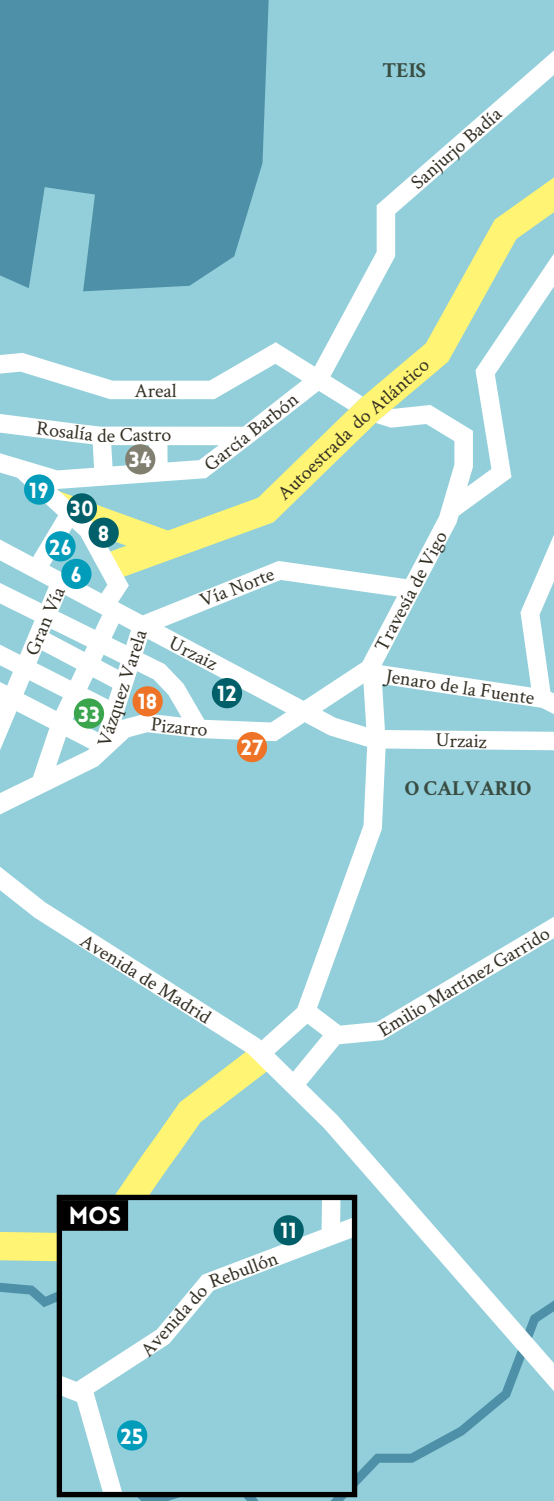 TEIS
Sanjurjo Badía
Autoestrada do Atlántico
Areal
García Barbón
Rosalía de Castro
34
19
30
8
26
6
Travesía de Vigo
Vía Norte
Gran Vía
Vázquez Varela
Urzaiz
12
Jenaro de la Fuente
18
33
Pizarro
27
Urzaiz
O CALVARIO
Avenida de Madrid
Emilio Martínez Garrido
MOS
11
Avenida do Rebullón
25